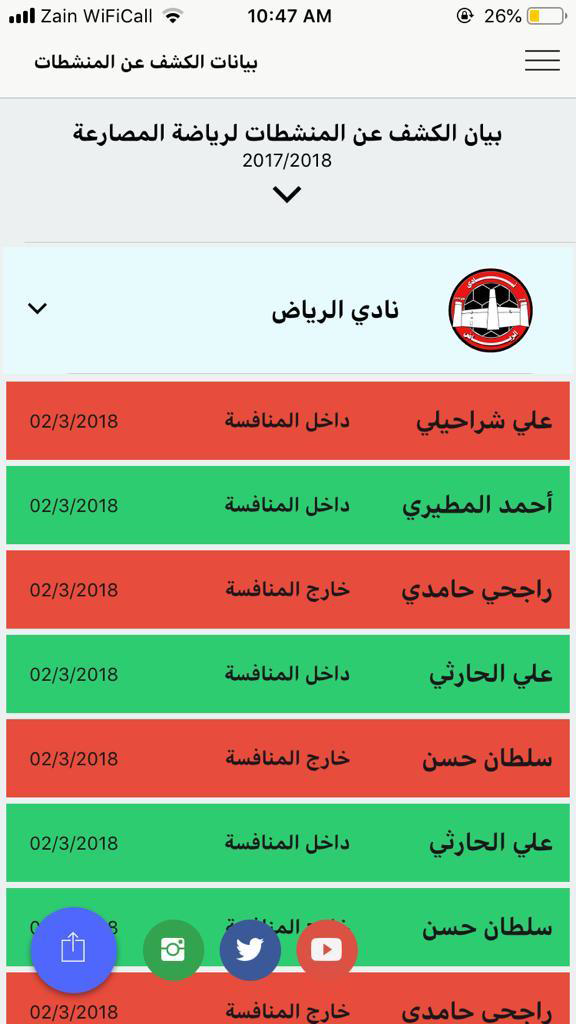 Zain WiFiCall 10:47 AM 26%
بيانات الكشف عن المنشطات
بيان الكشف عن المنشطات لرياضة المصارعة
2017/2018
نادي الرياض
علي شراحيلي داخل المنافسة 02/3/2018
أحمد المطيري داخل المنافسة 02/3/2018
راجحي حامدي خارج المنافسة 02/3/2018
علي الحارثي داخل المنافسة 02/3/2018
سلطان حسن خارج المنافسة 02/3/2018
علي الحارثي داخل المنافسة 02/3/2018
سلطان حسن
راجحي حامدي خارج المنافسة 02/3/2018